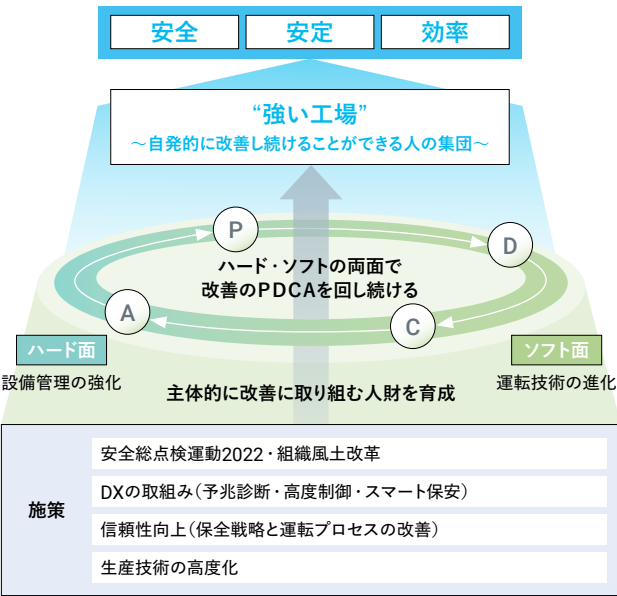 安全
安定
効率
“強い工場”
～自発的に改善し続けることができる人の集団～
P
D
ハード・ソフトの両面で
改善のPDCAを回し続ける
A
C
ハード面
ソフト面
設備管理の強化
運転技術の進化
主体的に改善に取り組む人財を育成
施策
安全総点検運動2022・組織風土改革
DXの取組み（予兆診断・高度制御・スマート保安）
信頼性向上（保全戦略と運転プロセスの改善）
生産技術の高度化